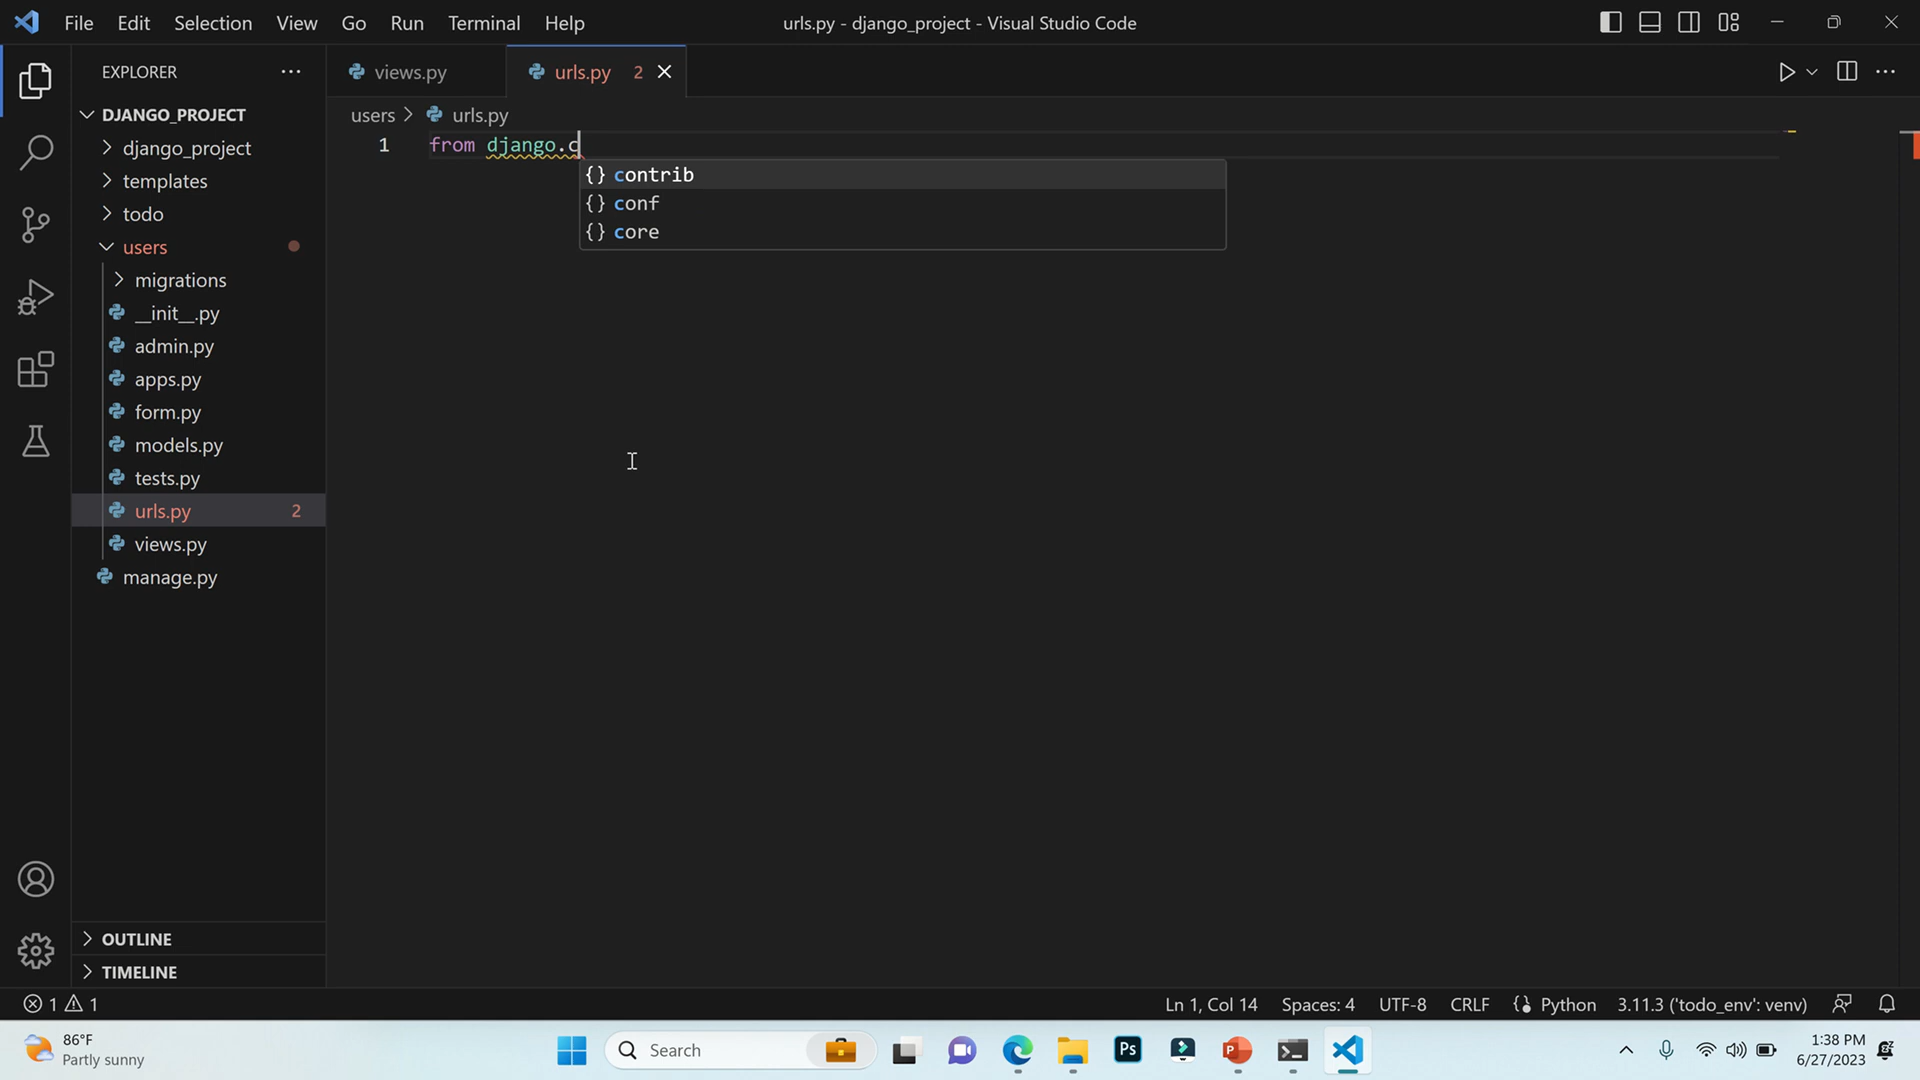 File Edit Selection View Go Run Terminal Help
urls.py - django_project - Visual Studio Code
EXPLORER
DJANGO_PROJECT
django_project
templates
todo
users
migrations
__init__.py
admin.py
apps.py
form.py
models.py
tests.py
urls.py 2
views.py
manage.py
OUTLINE
TIMELINE
views.py
urls.py 2
users > urls.py
1 from django.c
{} contrib
{} conf
{} core
1 1
Ln 1, Col 14 Spaces: 4 UTF-8 CRLF {} Python 3.11.3 ('todo_env': venv)
86°F
Partly sunny
Search
Ps
1:38 PM
6/27/2023